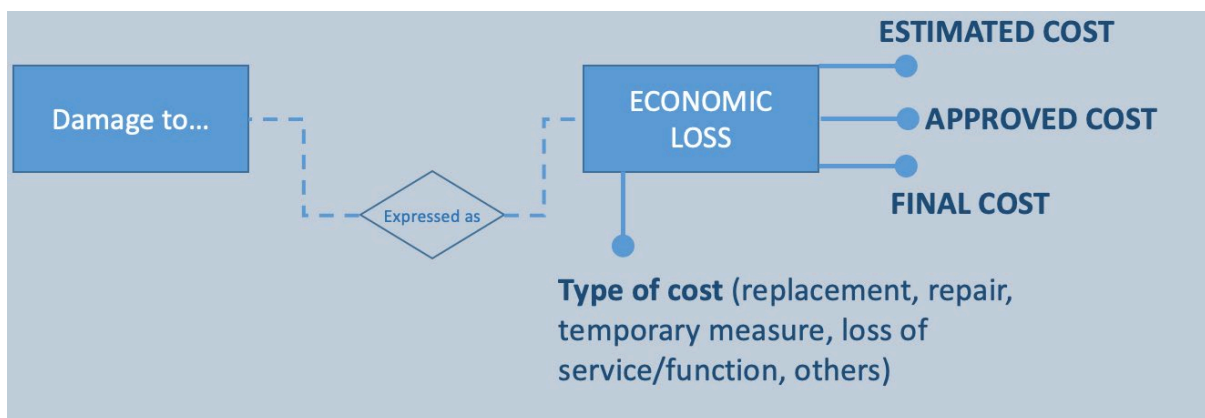 ESTIMATED COST
Damage to...
ECONOMIC
LOSS
APPROVED COST
Expressed as
FINAL COST
Type of cost (replacement, repair,
temporary measure, loss of
service/function, others)